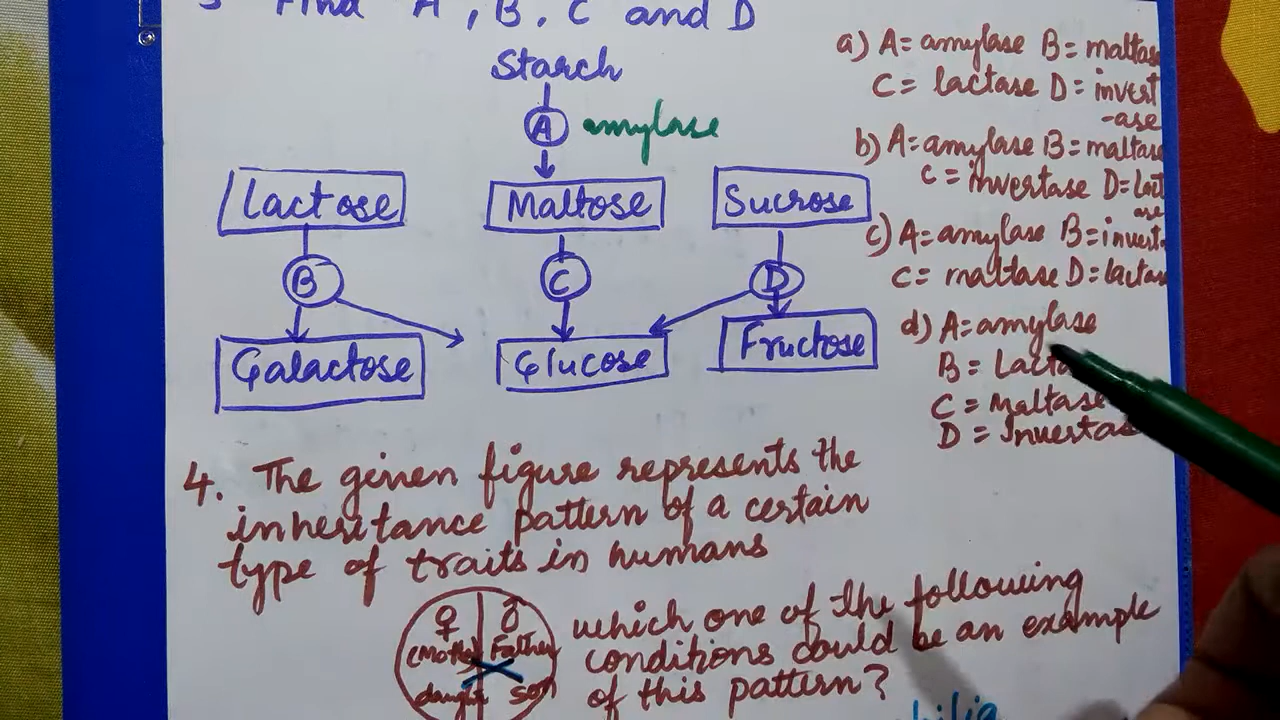 Find A, B, C and D
Starch
A amylase
Lactose Maltose Sucrose
B C D
Galactose Glucose Fructose
a) A= amylase B= maltase
C= lactase D= invert
-ase
b) A= amylase B= maltase
C= invertase D= Lact
ase
c) A= amylase B= invert-
C= maltase D= lactase
d) A= amylase
B= Lacta
C= Maltase
D= Invertas
4. The given figure represents the
inheritance pattern of a certain
type of traits in humans
♀ ♂
(Mother Father
daught son
which one of the following
conditions could be an example
of this pattern?